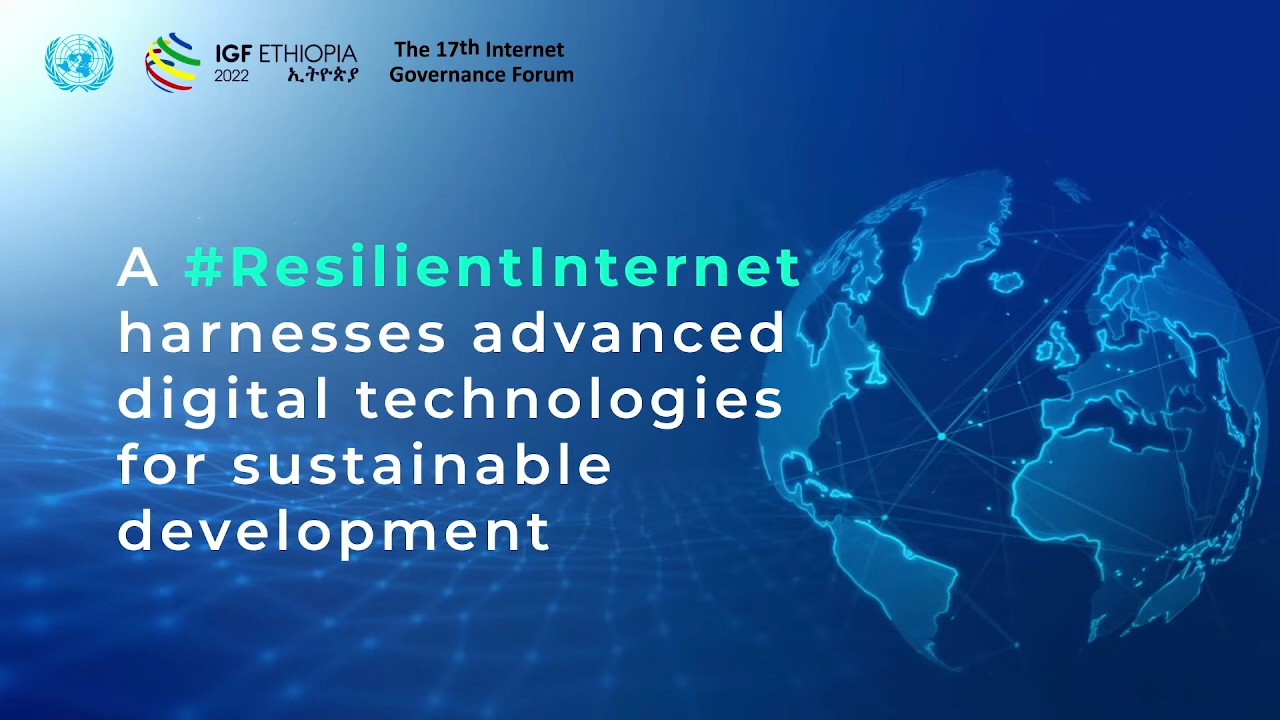 IGF ETHIOPIA
2022 ኢትዮጵያ
The 17th Internet
Governance Forum
A #ResilientInternet
harnesses advanced
digital technologies
for sustainable
development